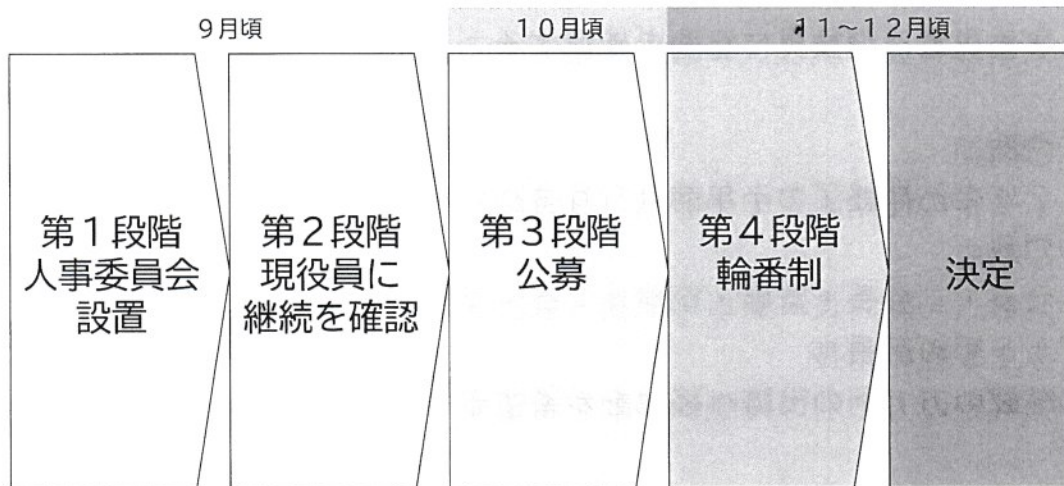 9月頃
10月頃
11～12月頃
第1段階
人事委員会
設置
第2段階
現役員に
継続を確認
第3段階
公募
第4段階
輪番制
決定